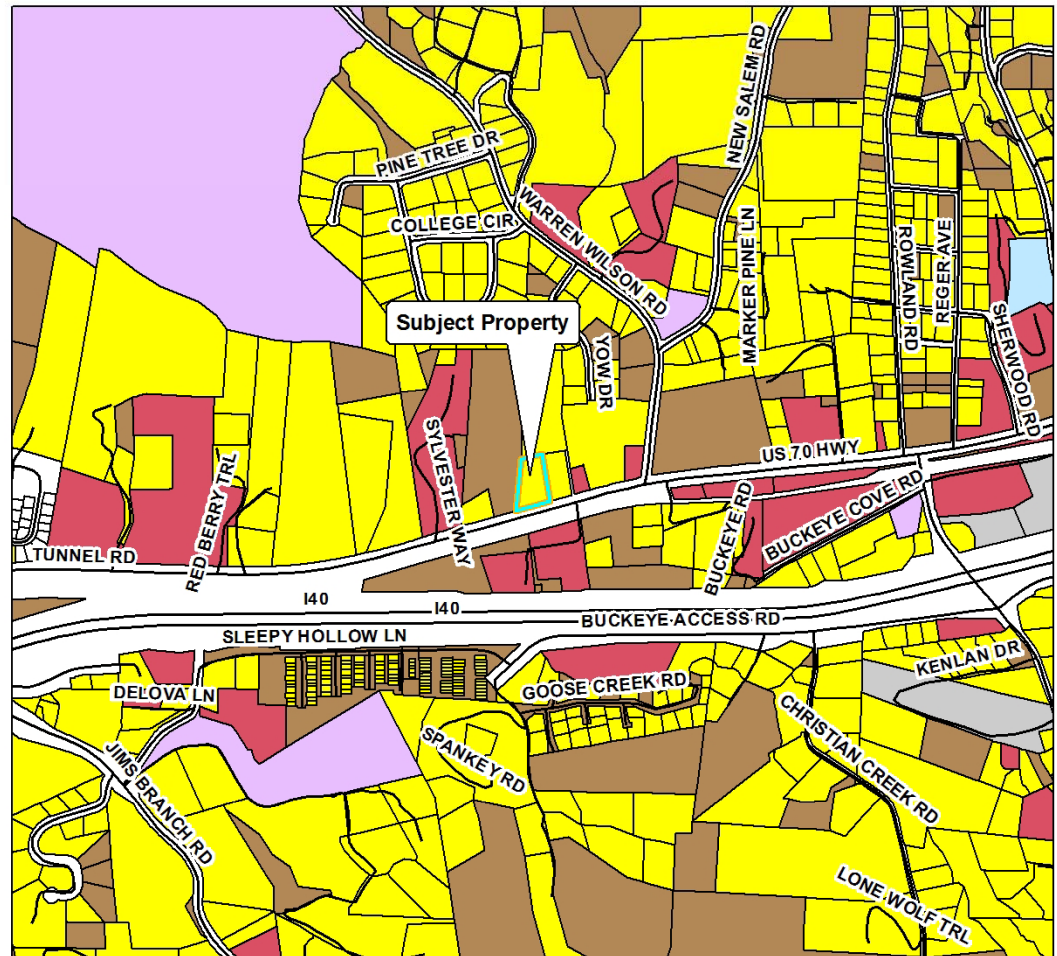 NEW SALEM RD
PINE TREE DR
WARREN WILSON RD
COLLEGE CIR
MARKER PINE LN
ROWLAND RD
REGER AVE
SHERWOOD RD
Subject Property
YOW DR
SYLVESTER WAY
US 70 HWY
RED BERRY TRL
BUCKEYE RD
BUCKEYE COVE RD
TUNNEL RD
I40
I40
BUCKEYE ACCESS RD
SLEEPY HOLLOW LN
KENLAN DR
DELOVA LN
GOOSE CREEK RD
CHRISTIAN CREEK RD
SPANKEY RD
JIMS BRANCH RD
LONE WOLF TRL